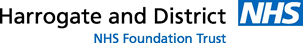 Harrogate and District NHS
NHS Foundation Trust